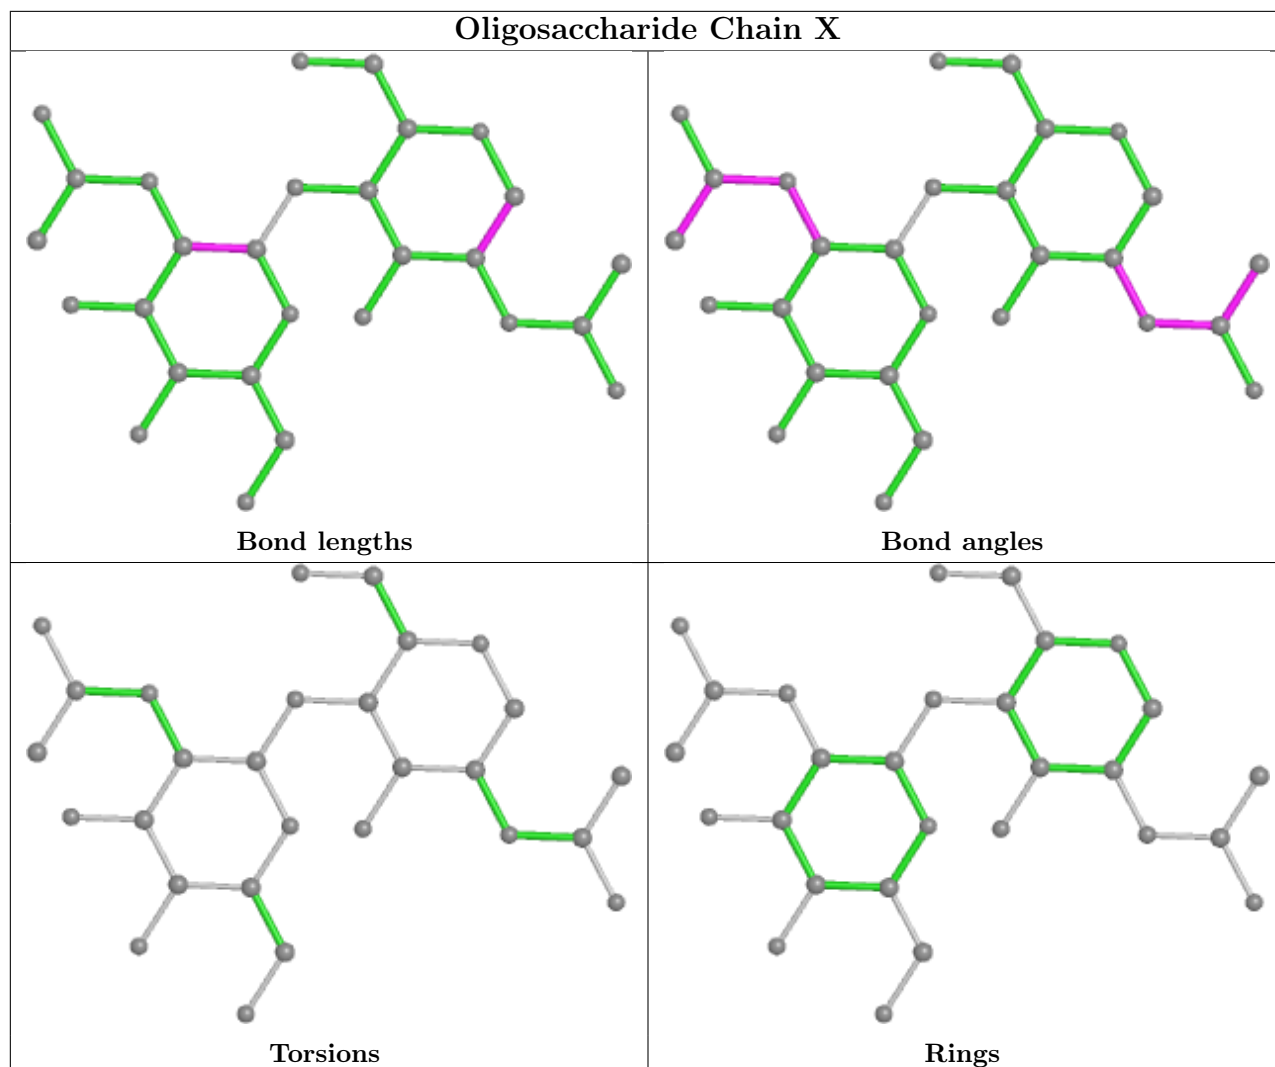 Oligosaccharide Chain X
Bond lengths
Bond angles
Torsions
Rings